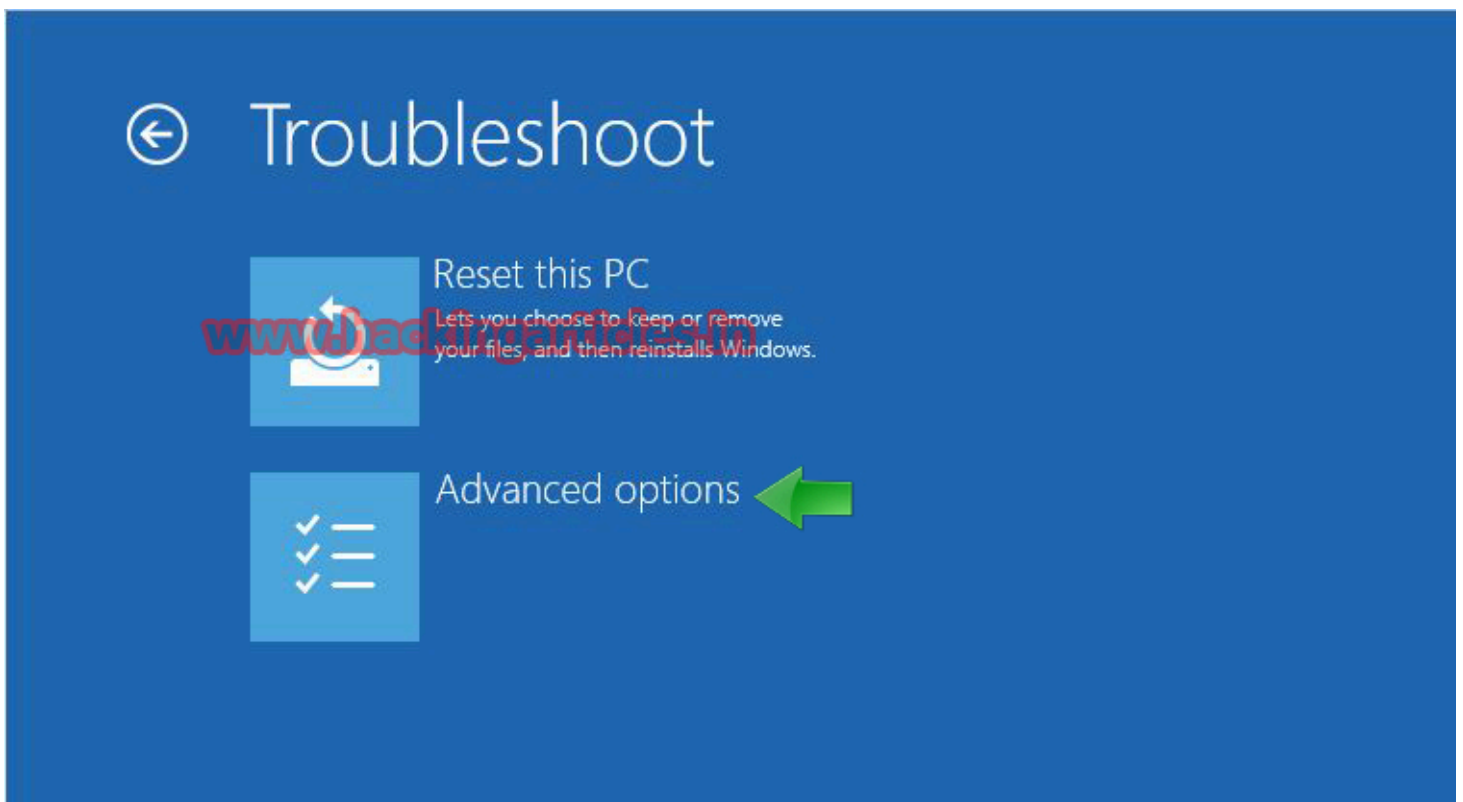 Troubleshoot
Reset this PC
Lets you choose to keep or remove
your files, and then reinstalls Windows.
www.hackingarticles.in
Advanced options